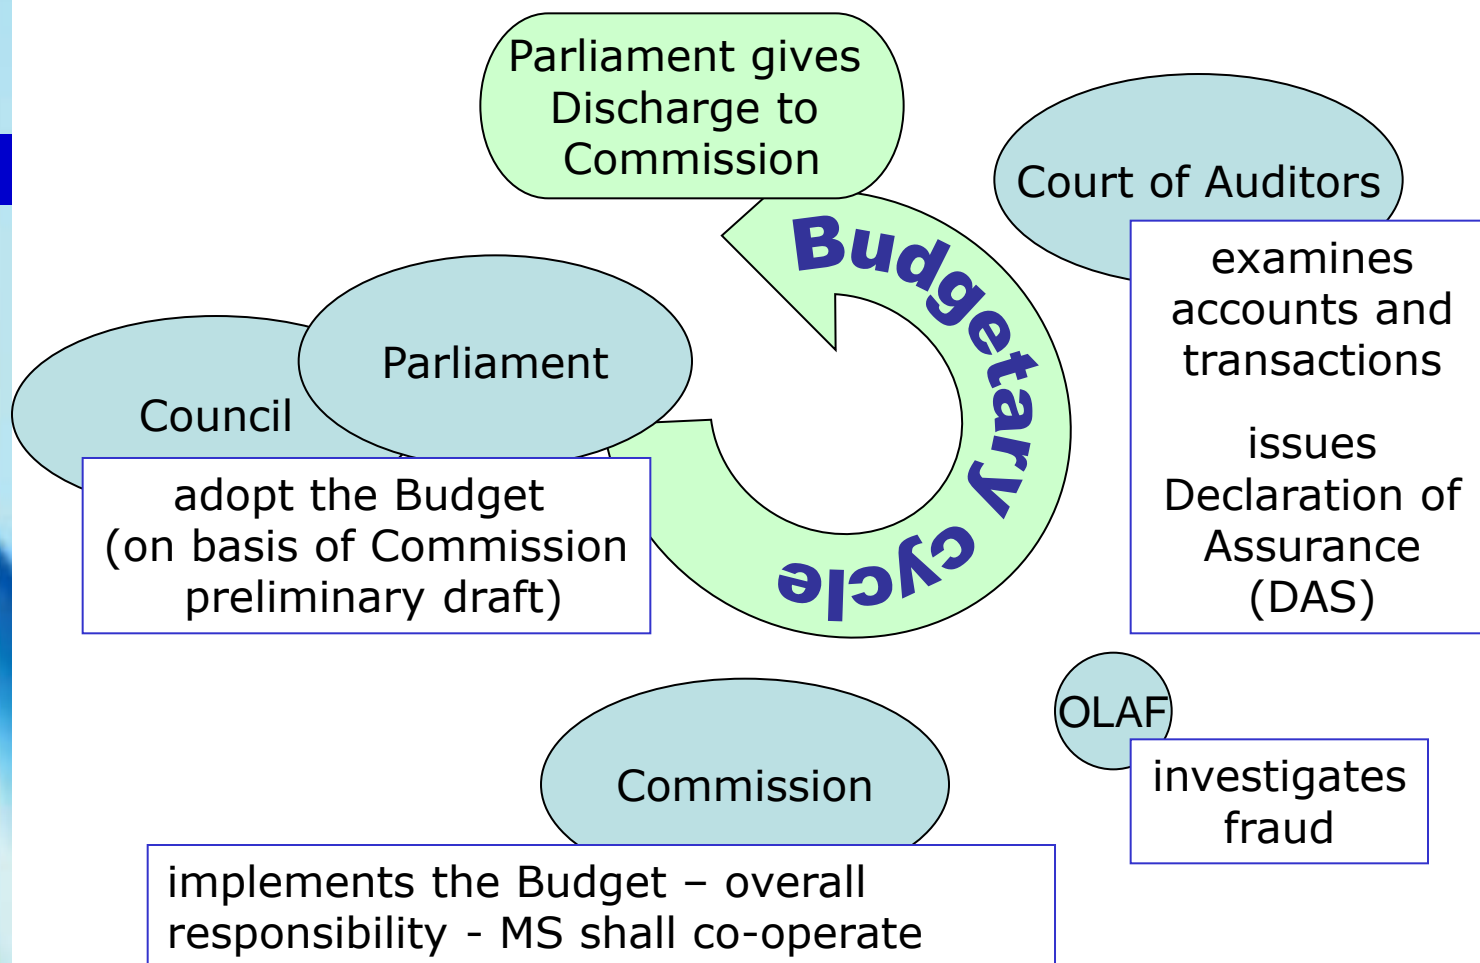 Parliament gives
Discharge to
Commission
Court of Auditors
examines
accounts and
transactions
issues
Declaration of
Assurance
(DAS)
Budgetary cycle
Parliament
Council
adopt the Budget
(on basis of Commission
preliminary draft)
OLAF
investigates
fraud
Commission
implements the Budget – overall
responsibility - MS shall co-operate